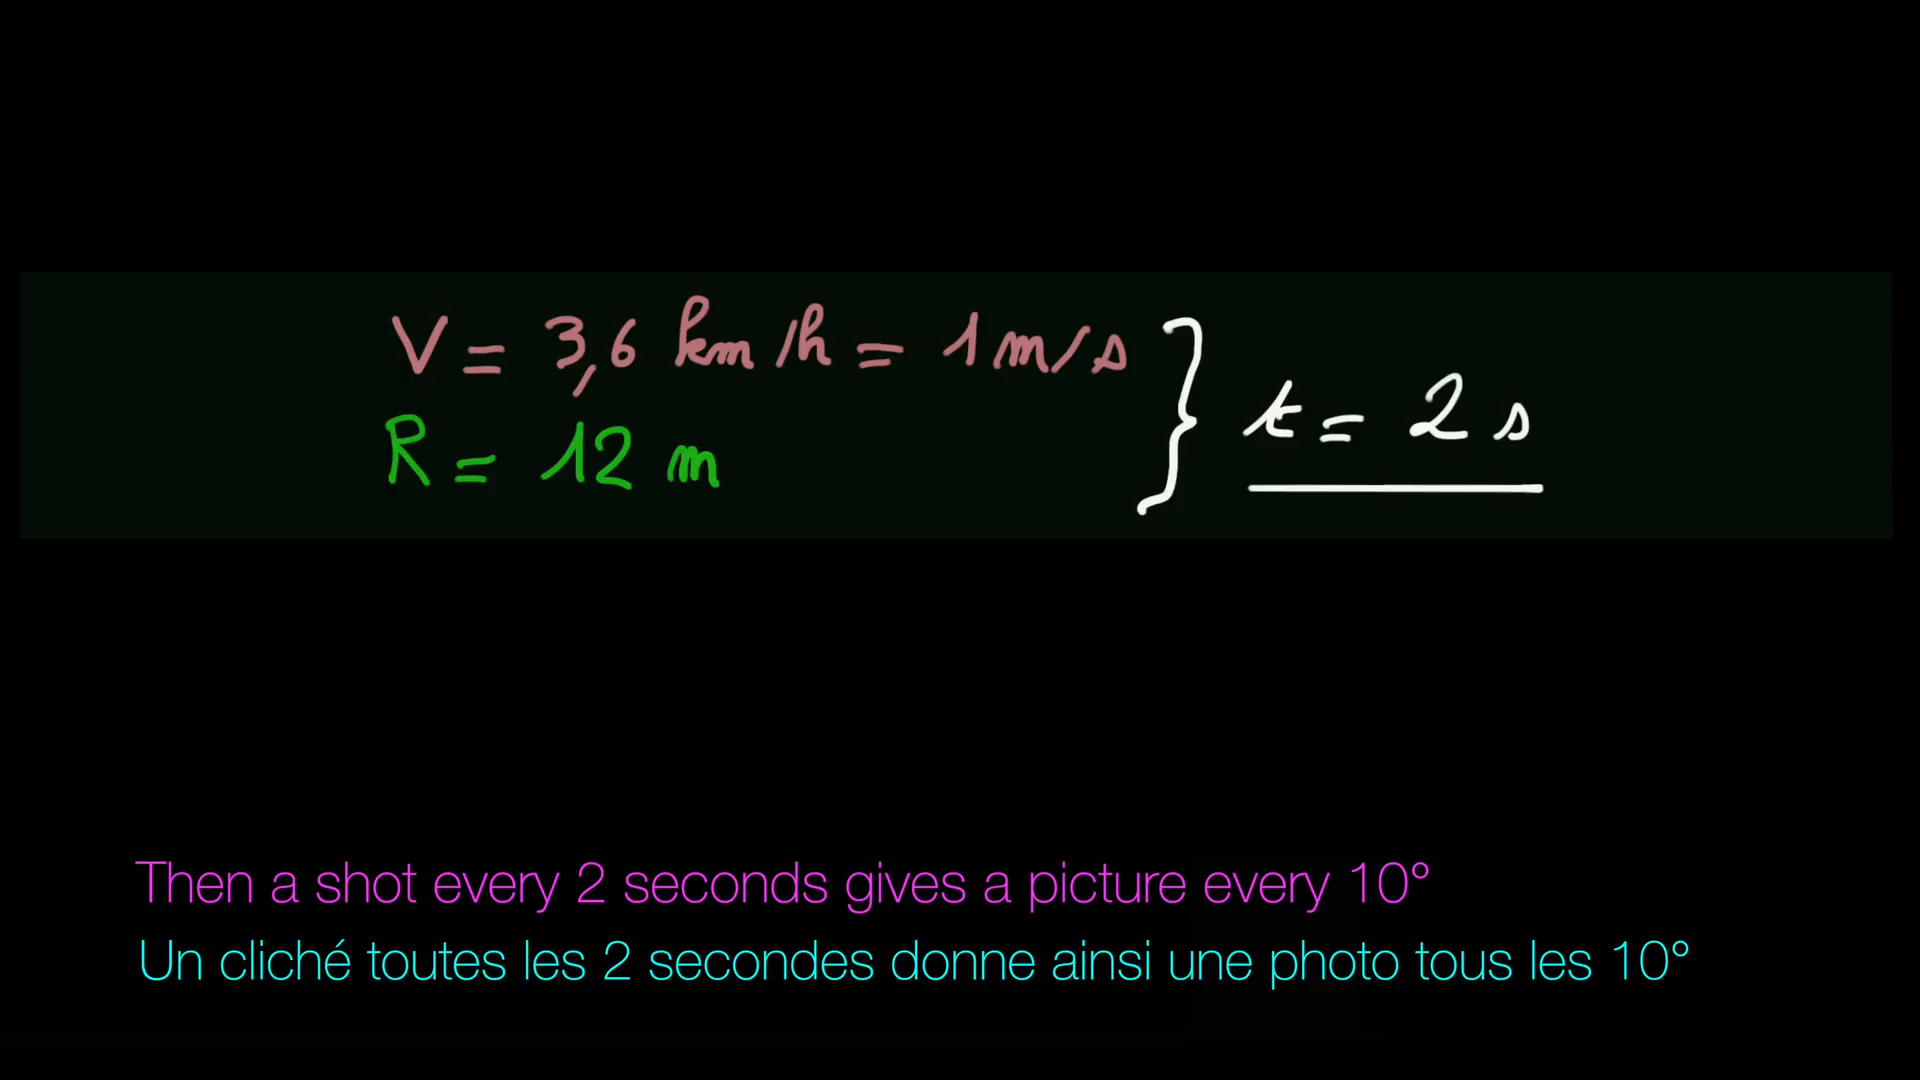 V = 3,6 km/h = 1 m/s
R = 12 m
t = 2 s
Then a shot every 2 seconds gives a picture every 10°
Un cliché toutes les 2 secondes donne ainsi une photo tous les 10°